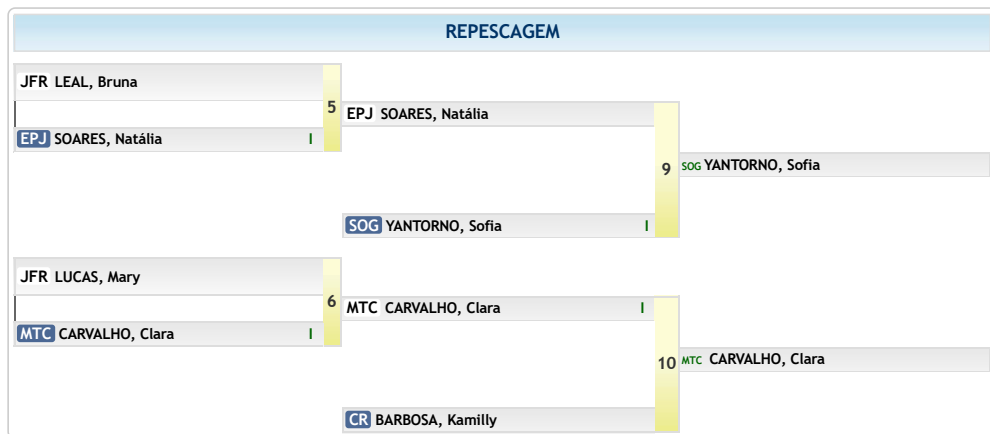 REPESCAGEM
JFR LEAL, Bruna
5
EPJ SOARES, Natália
EPJ SOARES, Natália I
9
SOG YANTORNO, Sofia
SOG YANTORNO, Sofia I
JFR LUCAS, Mary
6
MTC CARVALHO, Clara I
MTC CARVALHO, Clara I
10
MTC CARVALHO, Clara
CR BARBOSA, Kamilly